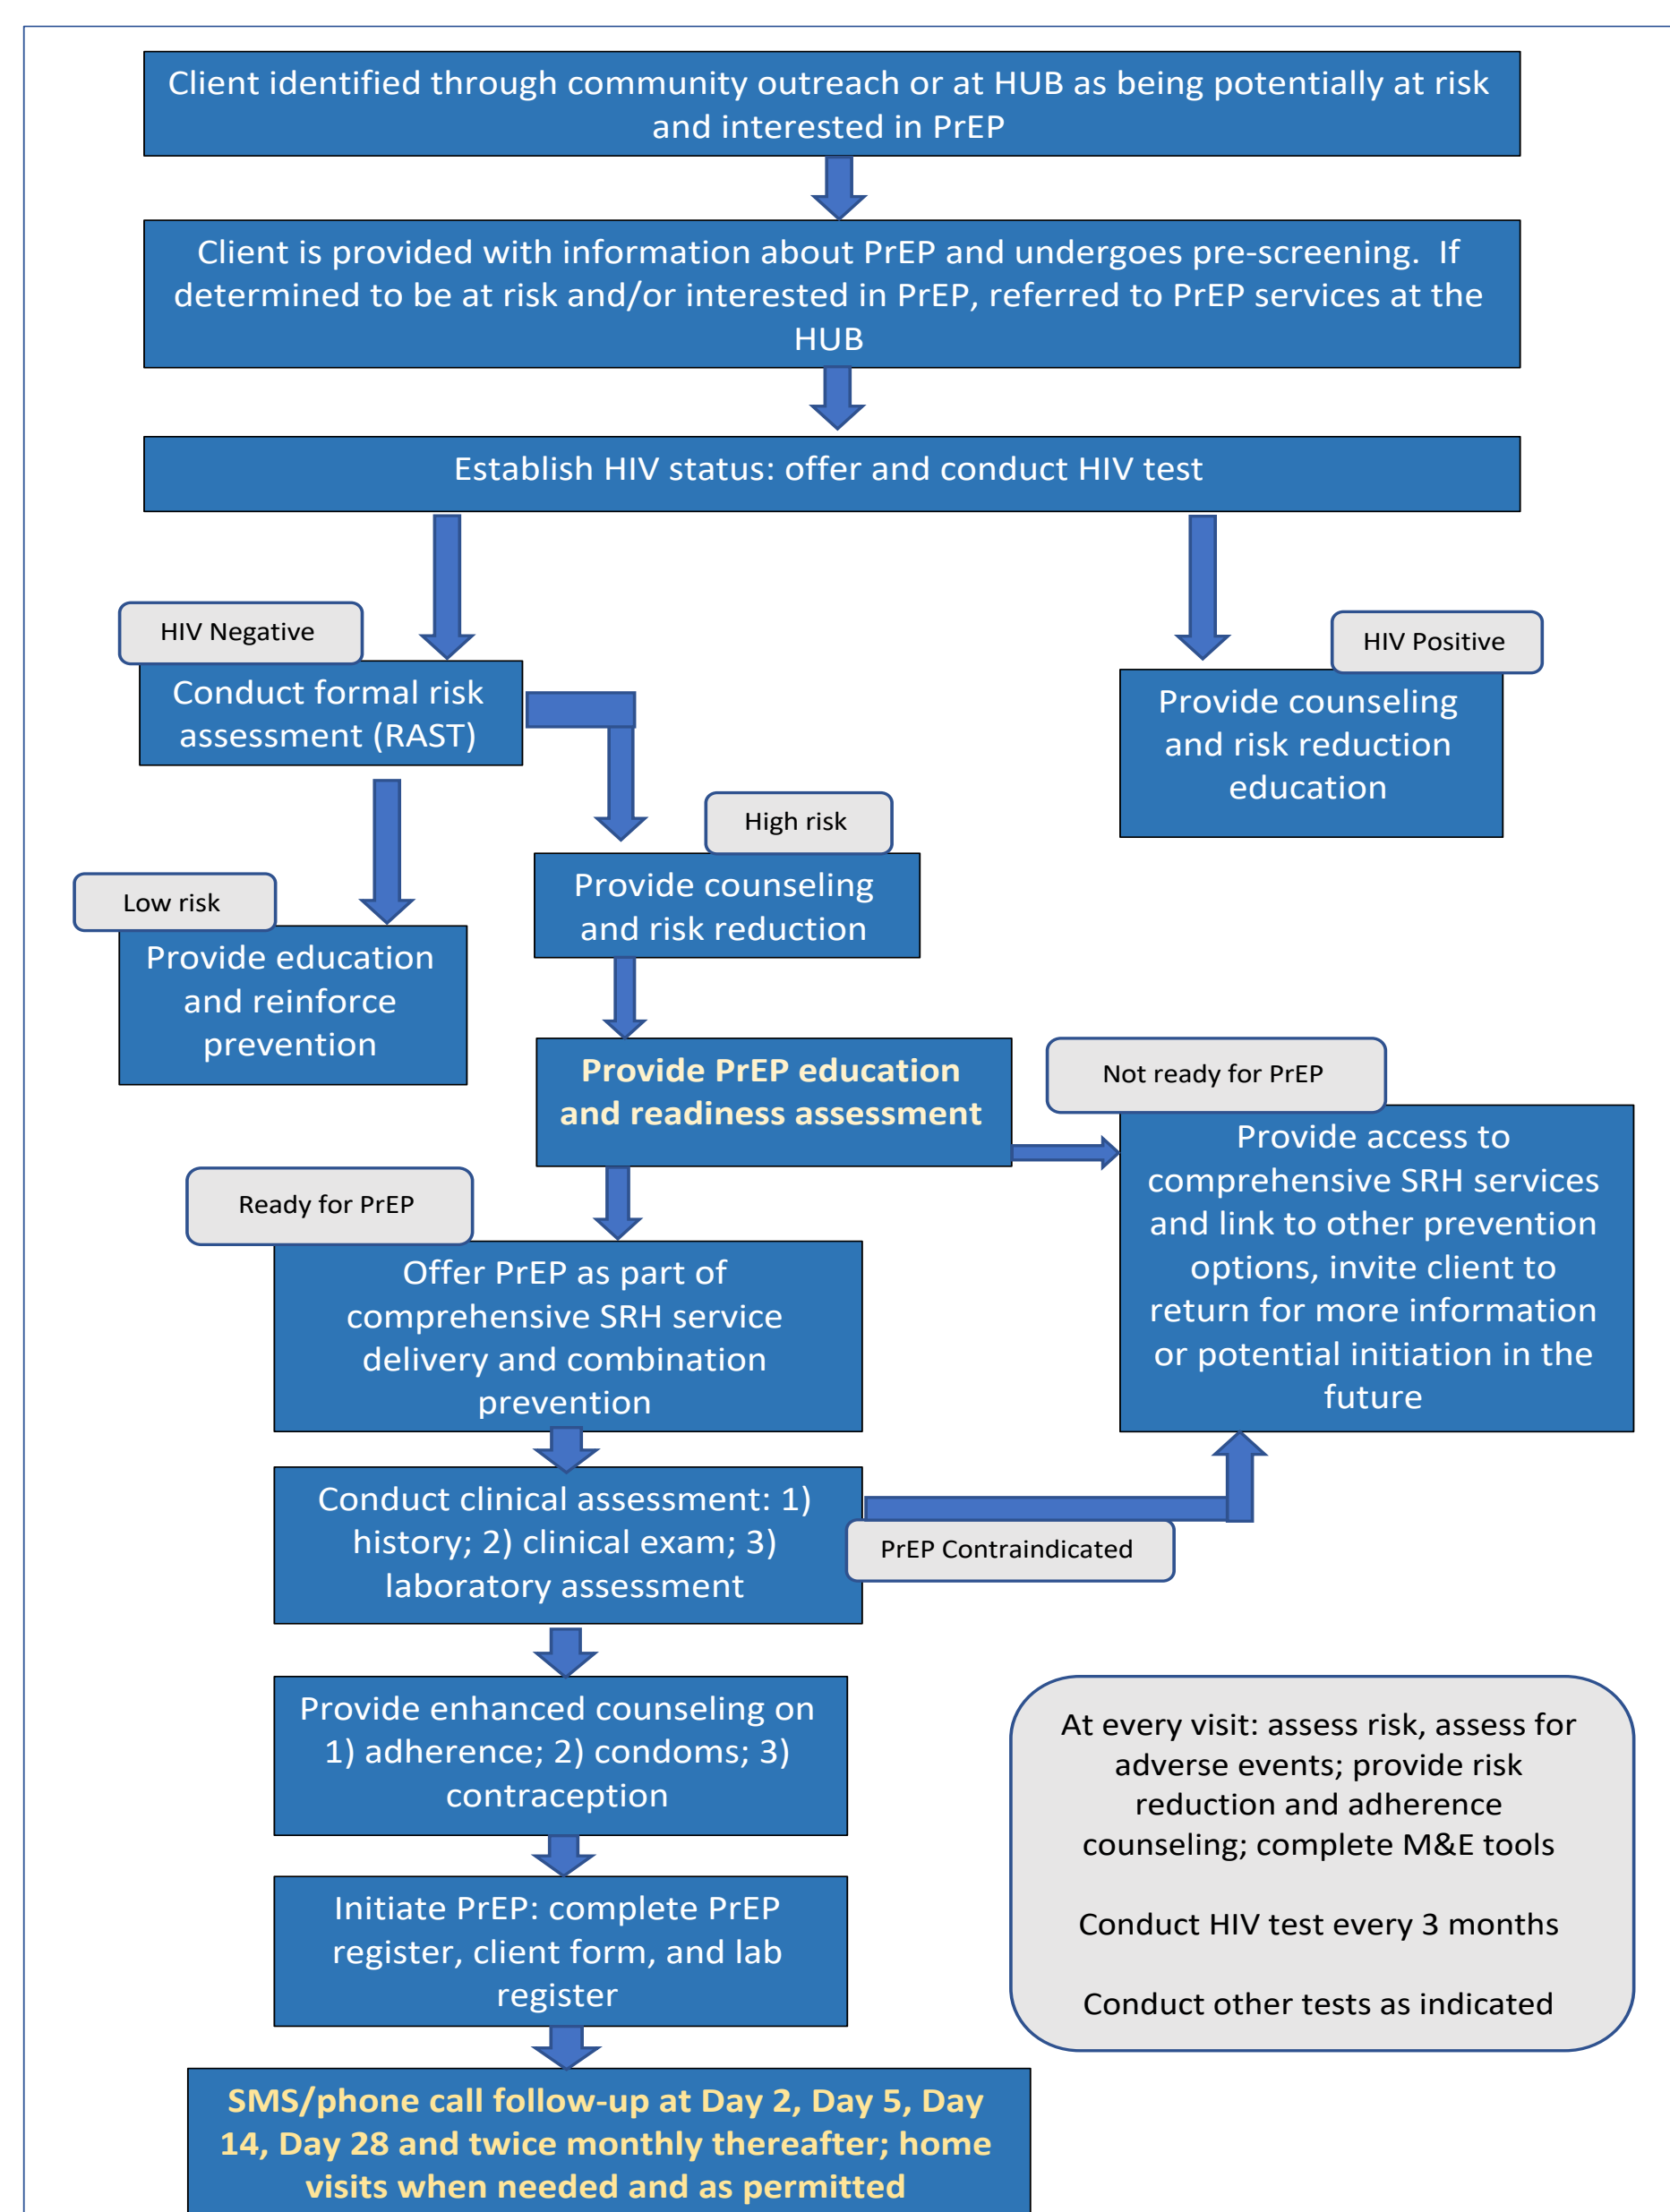 Client identified through community outreach or at HUB as being potentially at risk
and interested in PrEP
Client is provided with information about PrEP and undergoes pre-screening.  If
determined to be at risk and/or interested in PrEP, referred to PrEP services at the
HUB
Establish HIV status: offer and conduct HIV test
HIV Negative
Conduct formal risk
assessment (RAST)
HIV Positive
Provide counseling
and risk reduction
education
Low risk
Provide education
and reinforce
prevention
High risk
Provide counseling
and risk reduction
Provide PrEP education
and readiness assessment
Not ready for PrEP
Provide access to
comprehensive SRH services
and link to other prevention
options, invite client to
return for more information
or potential initiation in the
future
Ready for PrEP
Offer PrEP as part of
comprehensive SRH service
delivery and combination
prevention
Conduct clinical assessment: 1)
history; 2) clinical exam; 3)
laboratory assessment
PrEP Contraindicated
Provide enhanced counseling on
1) adherence; 2) condoms; 3)
contraception
Initiate PrEP: complete PrEP
register, client form, and lab
register
At every visit: assess risk, assess for
adverse events; provide risk
reduction and adherence
counseling; complete M&E tools
Conduct HIV test every 3 months
Conduct other tests as indicated
SMS/phone call follow-up at Day 2, Day 5, Day
14, Day 28 and twice monthly thereafter; home
visits when needed and as permitted